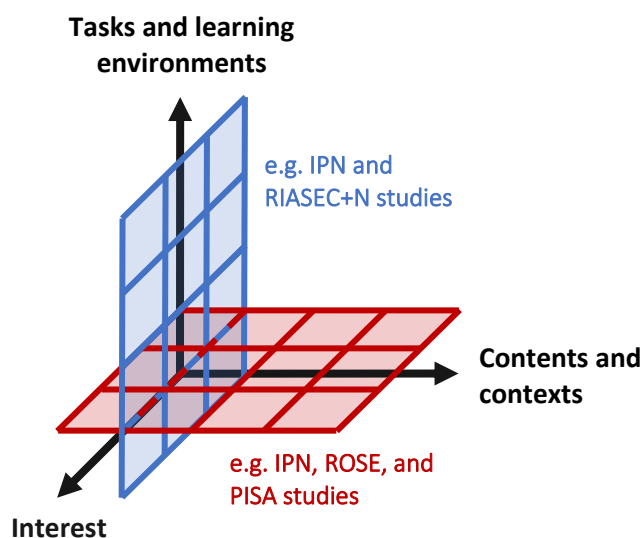 Tasks and learning
environments
e.g. IPN and
RIASEC+N studies
Contents and
contexts
e.g. IPN, ROSE, and
PISA studies
Interest